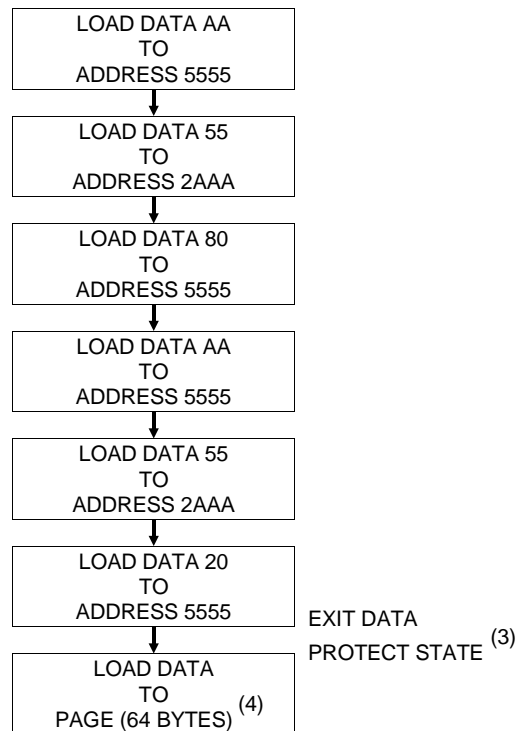 LOAD DATA AA
TO
ADDRESS 5555
LOAD DATA 55
TO
ADDRESS 2AAA
LOAD DATA 80
TO
ADDRESS 5555
LOAD DATA AA
TO
ADDRESS 5555
LOAD DATA 55
TO
ADDRESS 2AAA
LOAD DATA 20
TO
ADDRESS 5555
EXIT DATA
PROTECT STATE (3)
LOAD DATA
TO
PAGE (64 BYTES) (4)